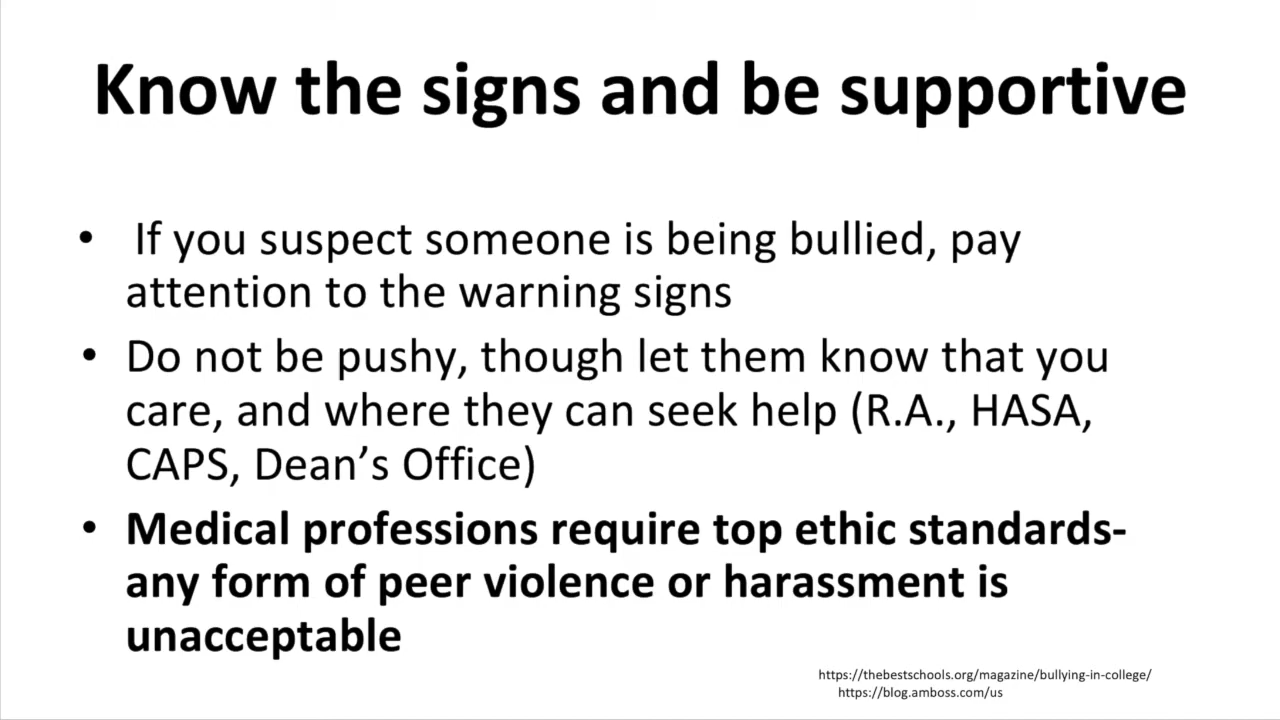 Know the signs and be supportive
• If you suspect someone is being bullied, pay
attention to the warning signs
• Do not be pushy, though let them know that you
care, and where they can seek help (R.A., HASA,
CAPS, Dean’s Office)
• Medical professions require top ethic standards-
any form of peer violence or harassment is
unacceptable
https://thebestschools.org/magazine/bullying-in-college/
https://blog.amboss.com/us